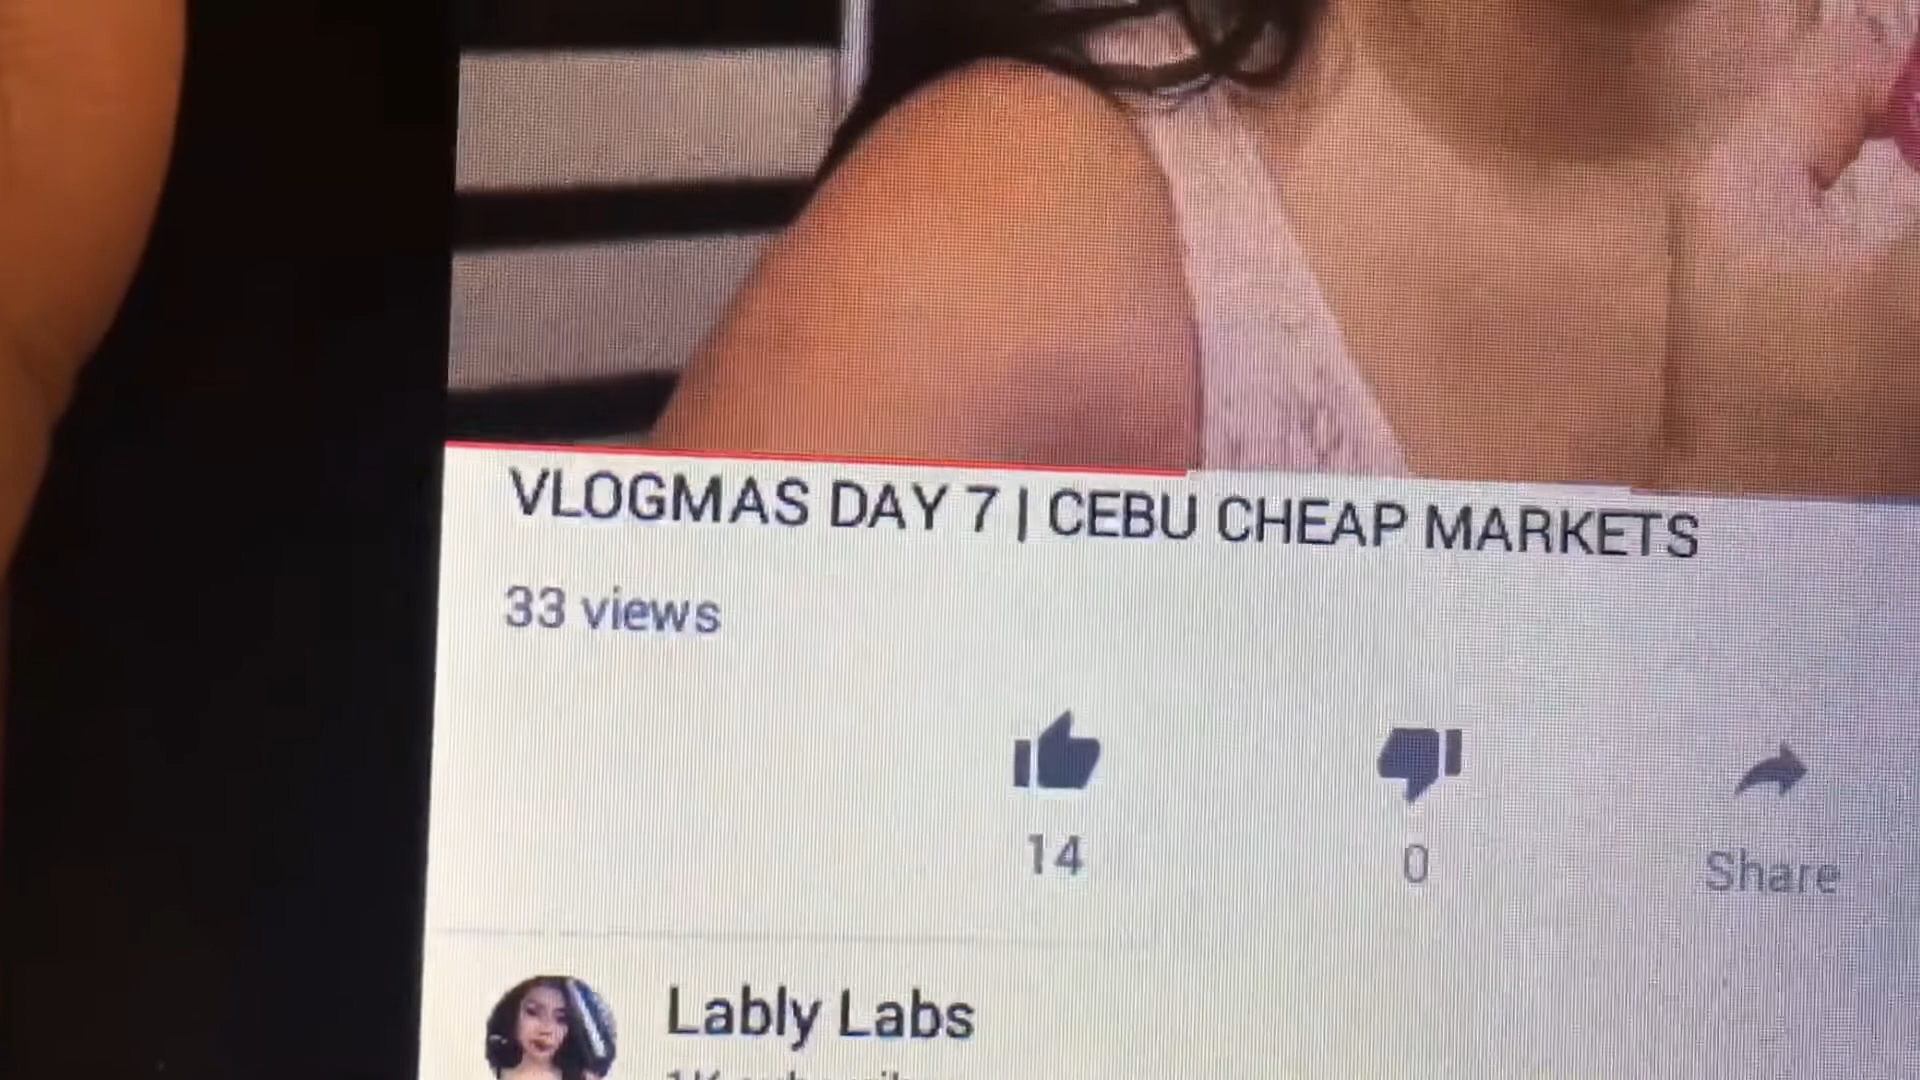 VLOGMAS DAY 7 | CEBU CHEAP MARKETS
33 views
14
0
Share
Lably Labs